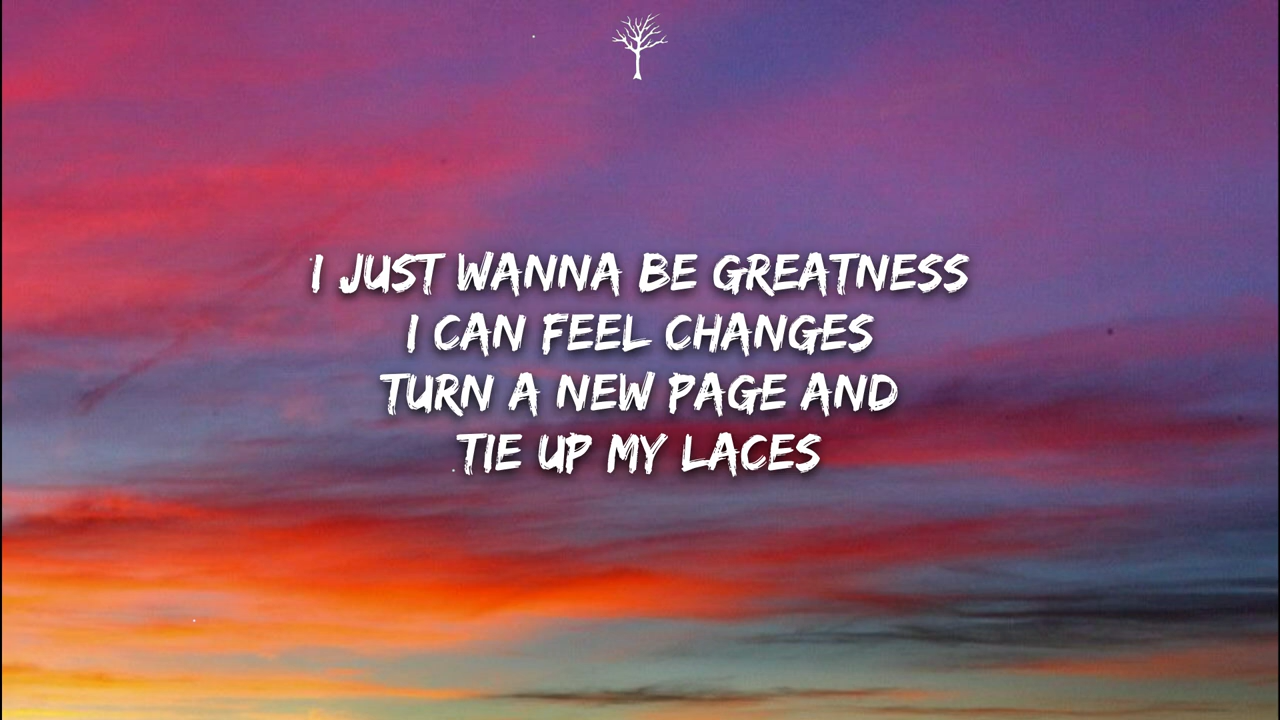 I JUST WANNA BE GREATNESS
I CAN FEEL CHANGES
TURN A NEW PAGE AND
TIE UP MY LACES